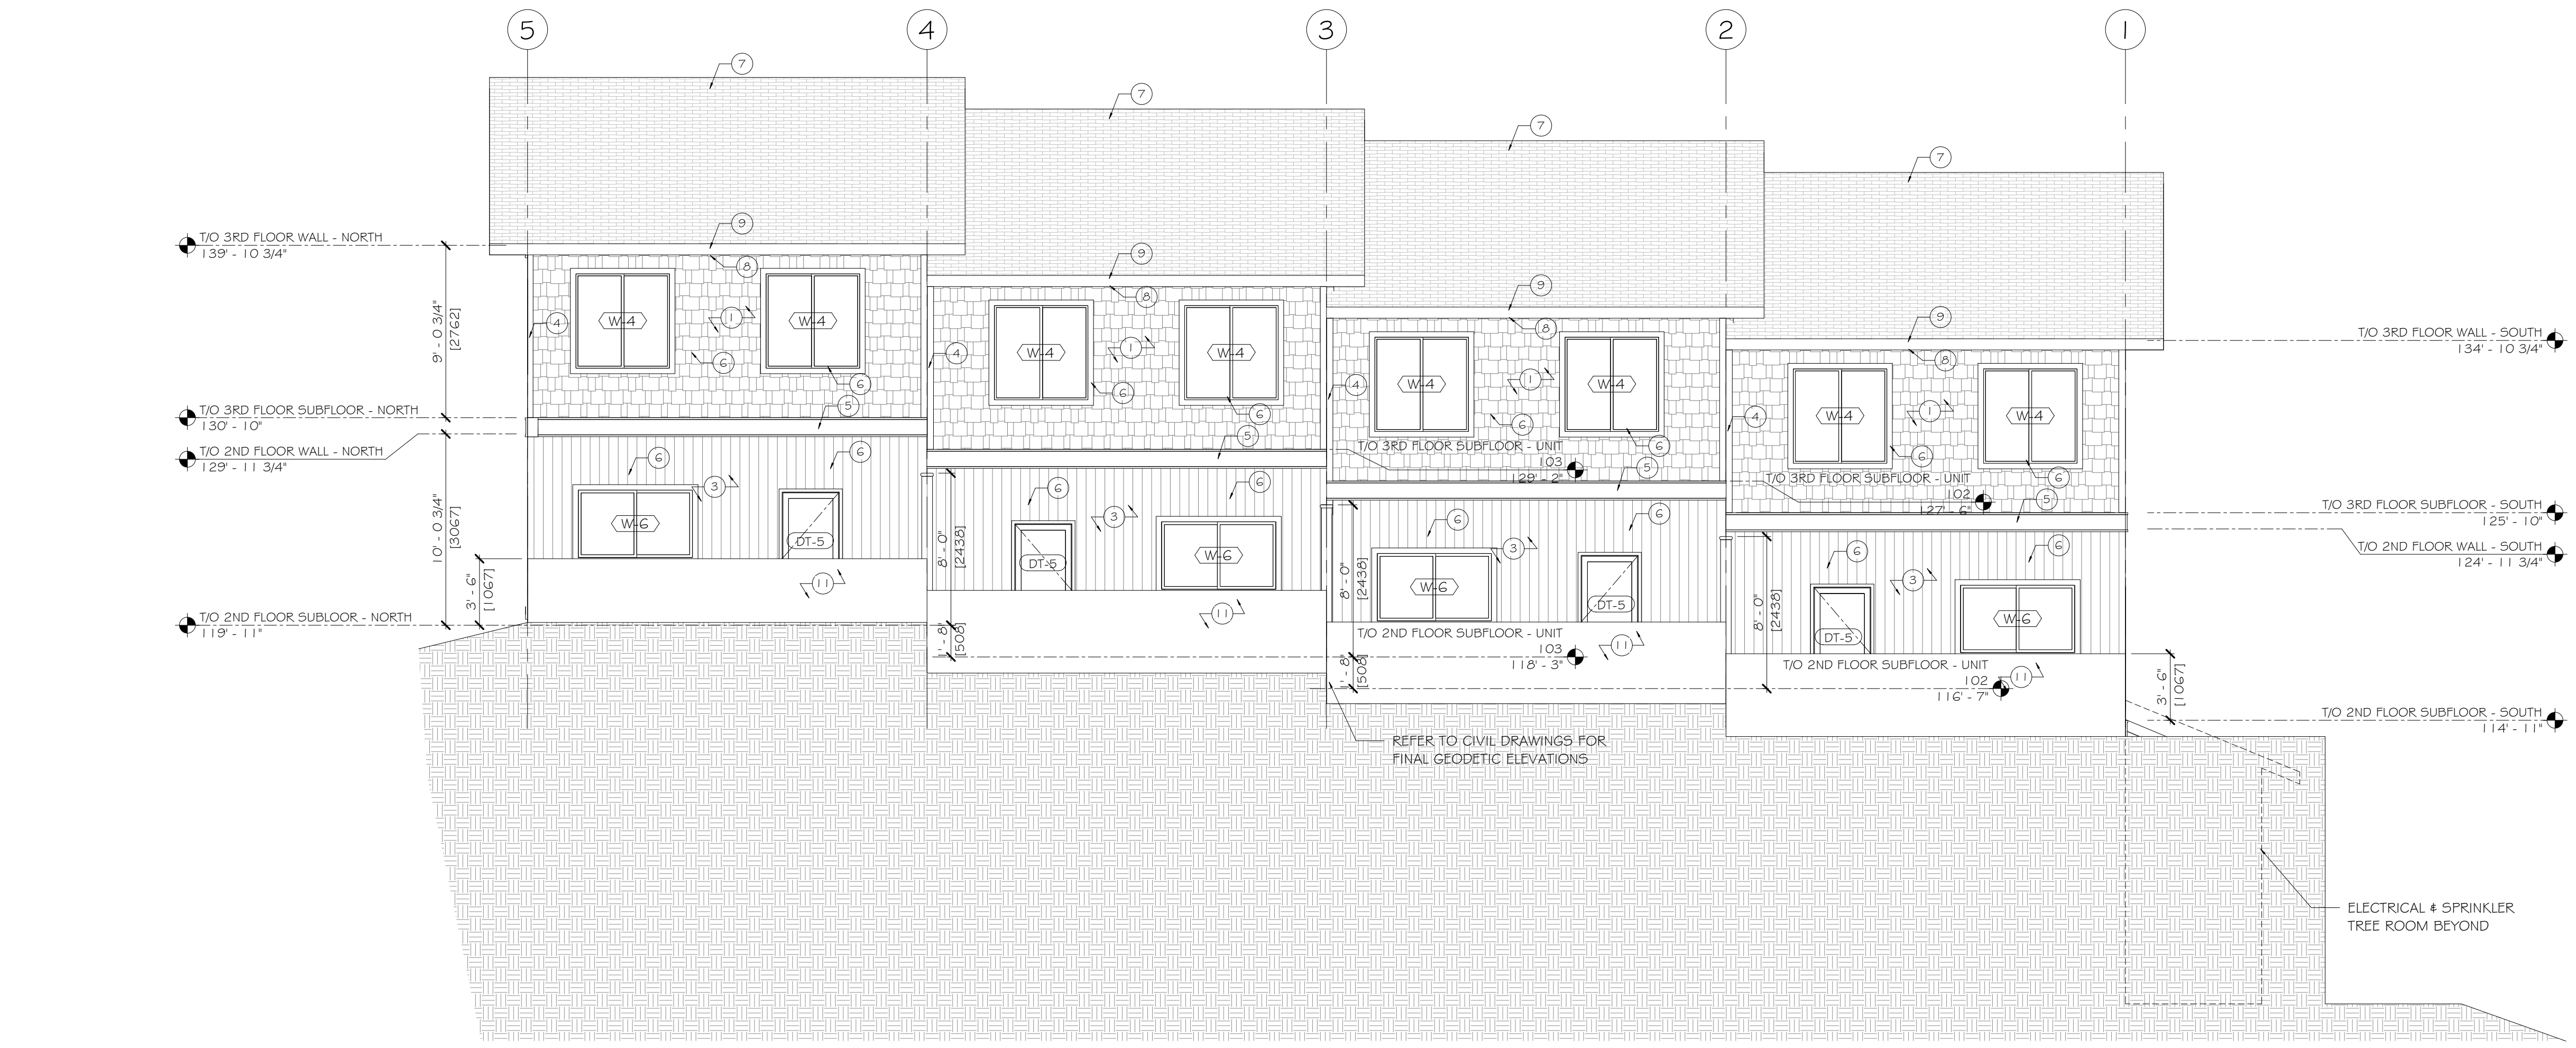 5 4 3 2 1
7
7
7
7
9
9
9
9
T/O 3RD FLOOR WALL - NORTH
139' - 10 3/4"
T/O 3RD FLOOR SUBFLOOR - NORTH
130' - 10"
T/O 2ND FLOOR WALL - NORTH
129' - 11 3/4"
T/O 2ND FLOOR SUBLOOR - NORTH
119' - 11"
9' - 0 3/4"
[2762]
10' - 0 3/4"
[3067]
3' - 6"
[1067]
8
4
W-4
1
W-4
6
6
5
6
6
3
W-6
DT-5
11
8
4
W-4
1
W-4
6
6
5
6
6
3
DT-5
W-6
11
8' - 0"
[2438]
1' - 8"
[508]
8
4
W-4
1
W-4
6
6
T/O 3RD FLOOR SUBFLOOR - UNIT
103
129' - 2"
5
6
6
3
W-6
DT-5
8' - 0"
[2438]
T/O 2ND FLOOR SUBFLOOR - UNIT
103
118' - 3"
11
1' - 8"
[508]
REFER TO CIVIL DRAWINGS FOR
FINAL GEODETIC ELEVATIONS
8
4
W-4
1
W-4
6
6
T/O 3RD FLOOR SUBFLOOR - UNIT
102
127' - 6"
5
6
6
3
DT-5
W-6
8' - 0"
[2438]
T/O 2ND FLOOR SUBFLOOR - UNIT
102
116' - 7"
11
3' - 6"
[1067]
T/O 3RD FLOOR WALL - SOUTH
134' - 10 3/4"
T/O 3RD FLOOR SUBFLOOR - SOUTH
125' - 10"
T/O 2ND FLOOR WALL - SOUTH
124' - 11 3/4"
T/O 2ND FLOOR SUBFLOOR - SOUTH
114' - 11"
ELECTRICAL & SPRINKLER
TREE ROOM BEYOND